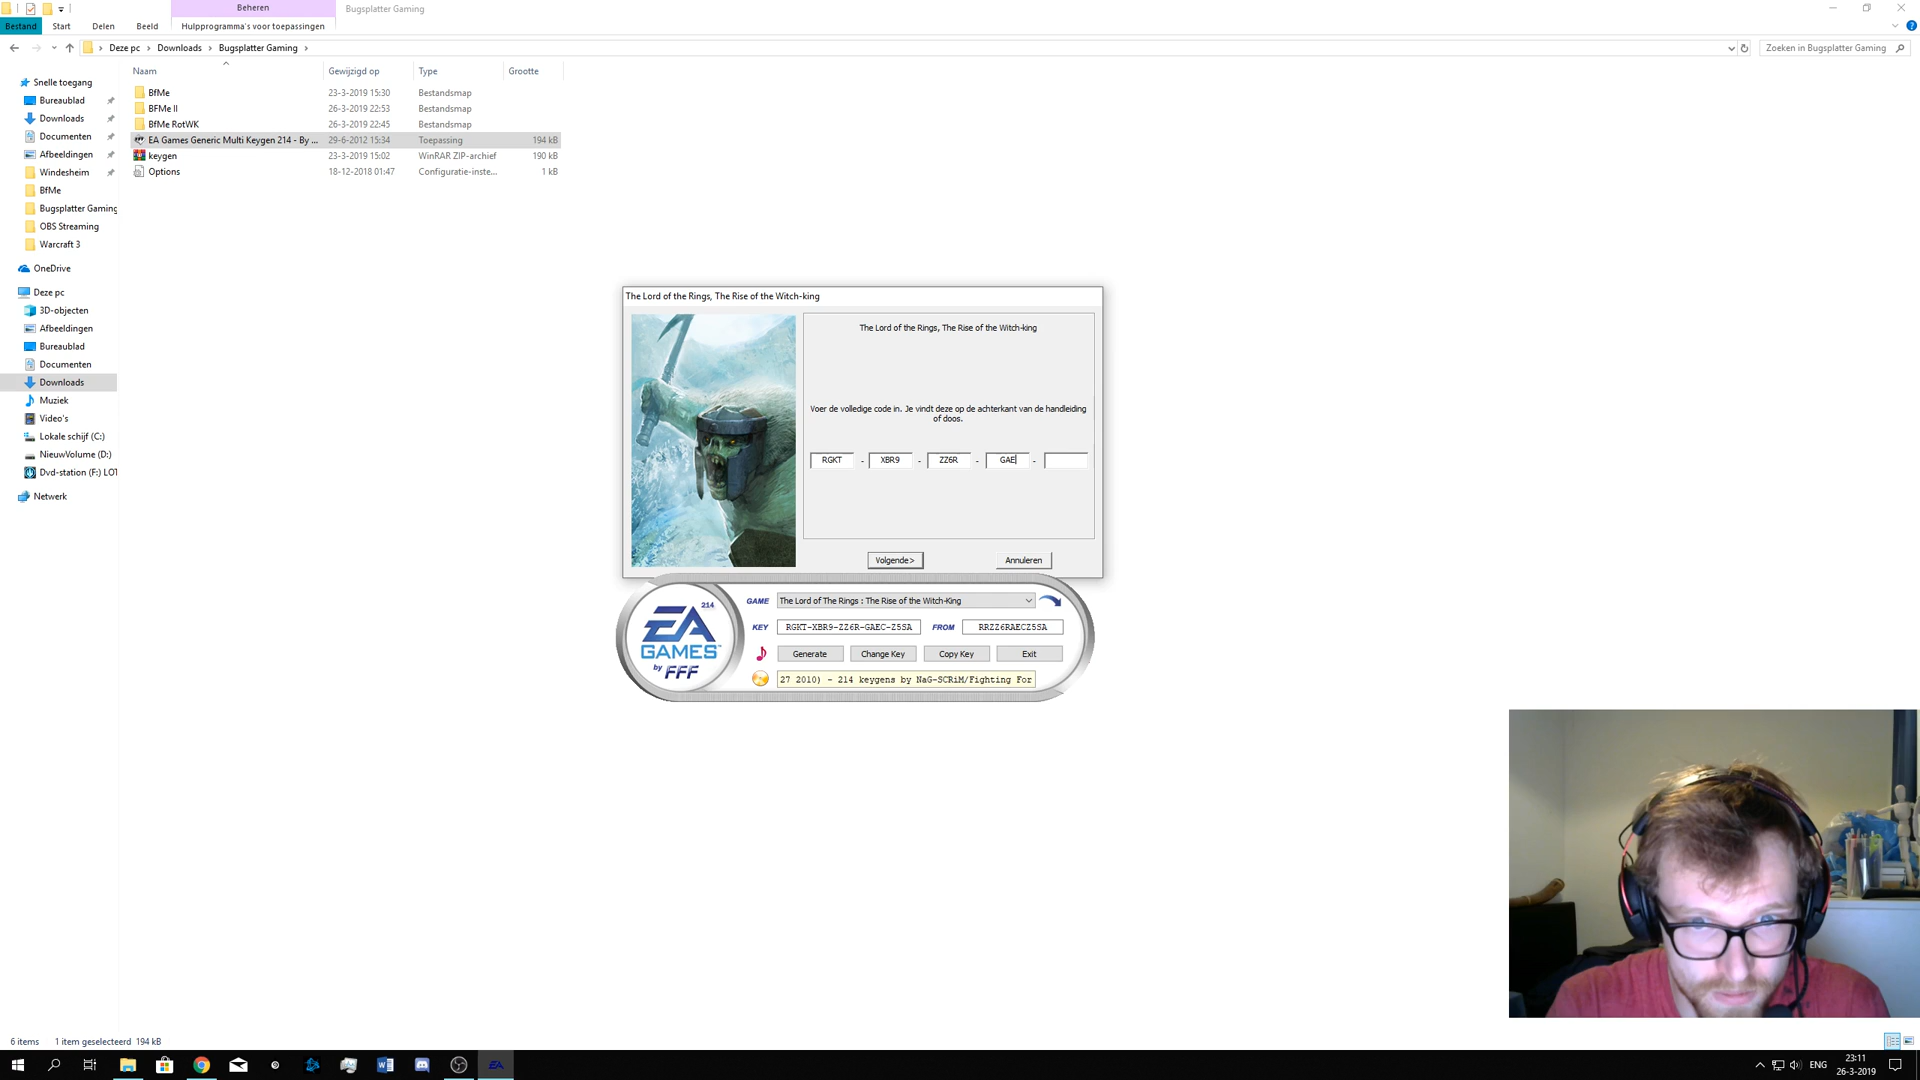 Beheren
Bugsplatter Gaming
Bestand
Start
Delen
Beeld
Hulpprogramma's voor toepassingen
Deze pc
Downloads
Bugsplatter Gaming
Zoeken in Bugsplatter Gaming
Naam
Gewijzigd op
Type
Grootte
Snelle toegang
Bureaublad
Downloads
Documenten
Afbeeldingen
Windesheim
BfMe
Bugsplatter Gaming
OBS Streaming
Warcraft 3
OneDrive
Deze pc
3D-objecten
Afbeeldingen
Bureaublad
Documenten
Downloads
Muziek
Video's
Lokale schijf (C:)
NieuwVolume (D:)
Dvd-station (F:) LOT
Netwerk
BfMe 23-3-2019 15:30 Bestandsmap
BFMe II 26-3-2019 22:53 Bestandsmap
BfMe RotWK 26-3-2019 22:45 Bestandsmap
EA Games Generic Multi Keygen 214 - By ... 29-6-2012 15:34 Toepassing 194 kB
keygen 23-3-2019 15:02 WinRAR ZIP-archief 190 kB
Options 18-12-2018 01:47 Configuratie-inste... 1 kB
The Lord of the Rings, The Rise of the Witch-king
The Lord of the Rings, The Rise of the Witch-king
Voer de volledige code in. Je vindt deze op de achterkant van de handleiding
of doos.
RGKT - XBR9 - ZZ6R - GAE -
Volgende >
Annuleren
214
EA
GAMES™
by FFF
GAME The Lord of The Rings : The Rise of the Witch-King
KEY RGKT-XBR9-ZZ6R-GAEC-Z5SA FROM RRZZ6RAECZ5SA
Generate
Change Key
Copy Key
Exit
27 2010) - 214 keygens by NaG-SCRiM/Fighting For
6 items
1 item geselecteerd 194 kB
ENG
23:11
26-3-2019